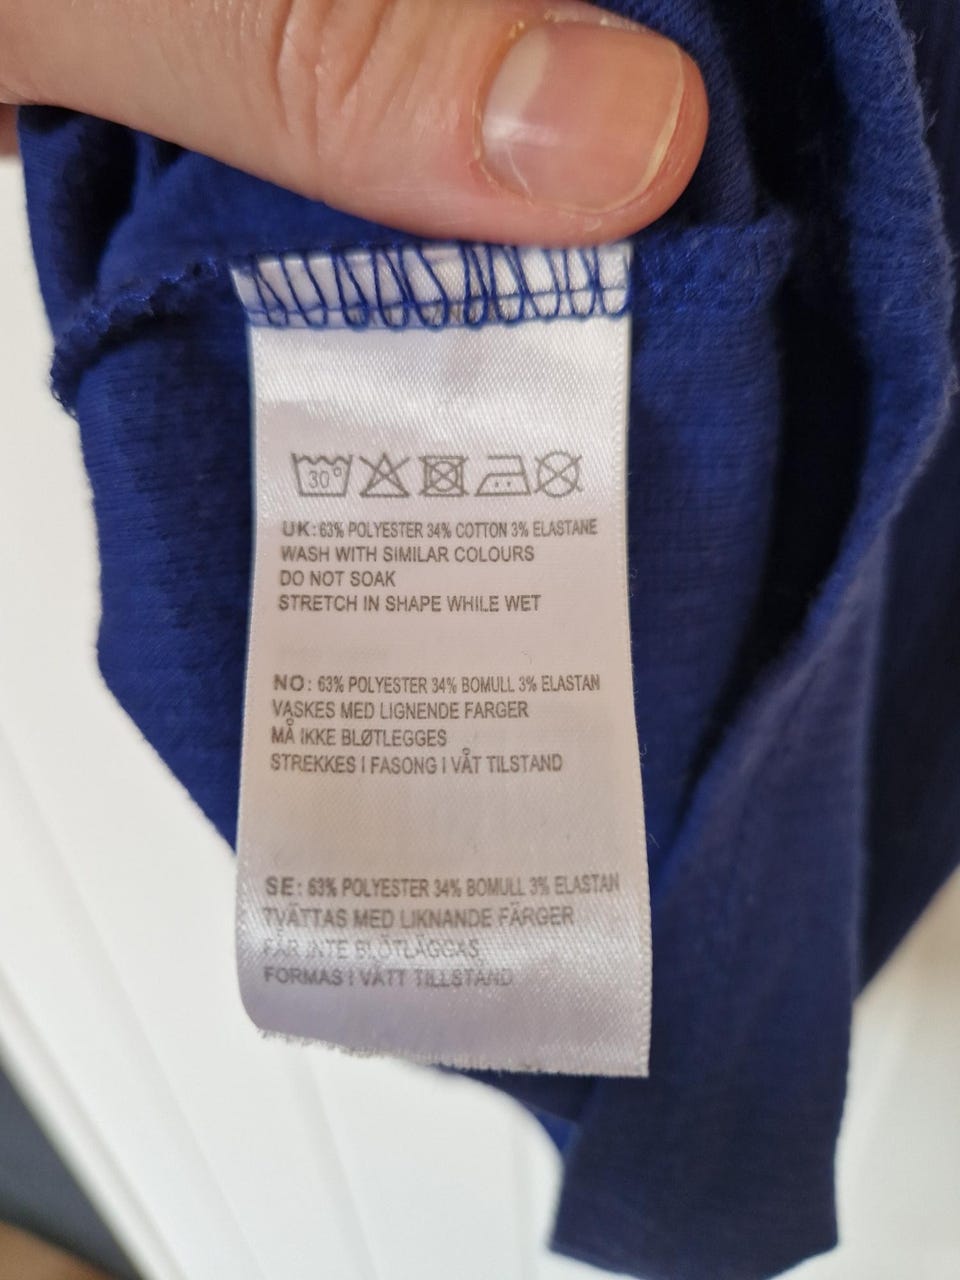 30°
UK: 63% POLYESTER 34% COTTON 3% ELASTANE
WASH WITH SIMILAR COLOURS
DO NOT SOAK
STRETCH IN SHAPE WHILE WET
NO: 63% POLYESTER 34% BOMULL 3% ELASTAN
VASKES MED LIGNENDE FARGER
MÅ IKKE BLØTLEGGES
STREKKES I FASONG I VÅT TILSTAND
SE: 63% POLYESTER 34% BOMULL 3% ELASTAN
TVÄTTAS MED LIKNANDE FÄRGER
FÅR INTE BLÖTLÄGGAS
FORMAS I VÅTT TILLSTAND